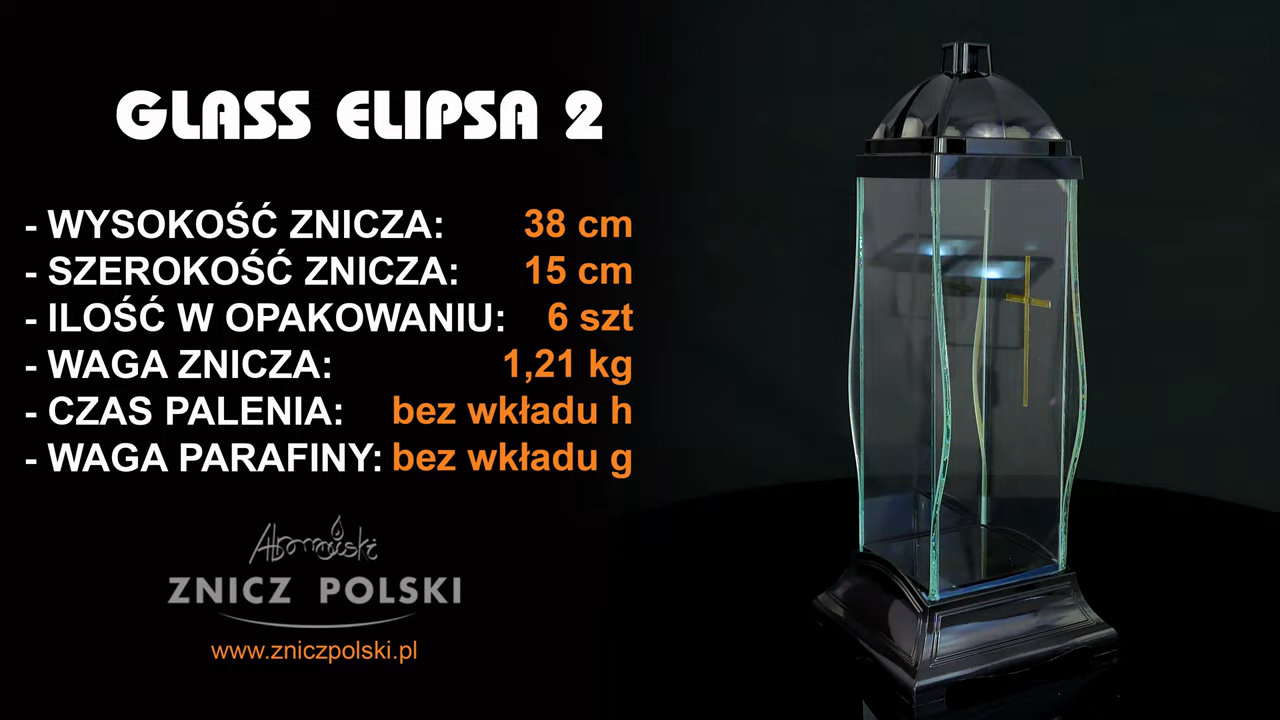 GLASS ELIPSA 2
- WYSOKOŚĆ ZNICZA: 38 cm
- SZEROKOŚĆ ZNICZA: 15 cm
- ILOŚĆ W OPAKOWANIU: 6 szt
- WAGA ZNICZA: 1,21 kg
- CZAS PALENIA: bez wkładu h
- WAGA PARAFINY: bez wkładu g
ZNICZ POLSKI
www.zniczpolski.pl